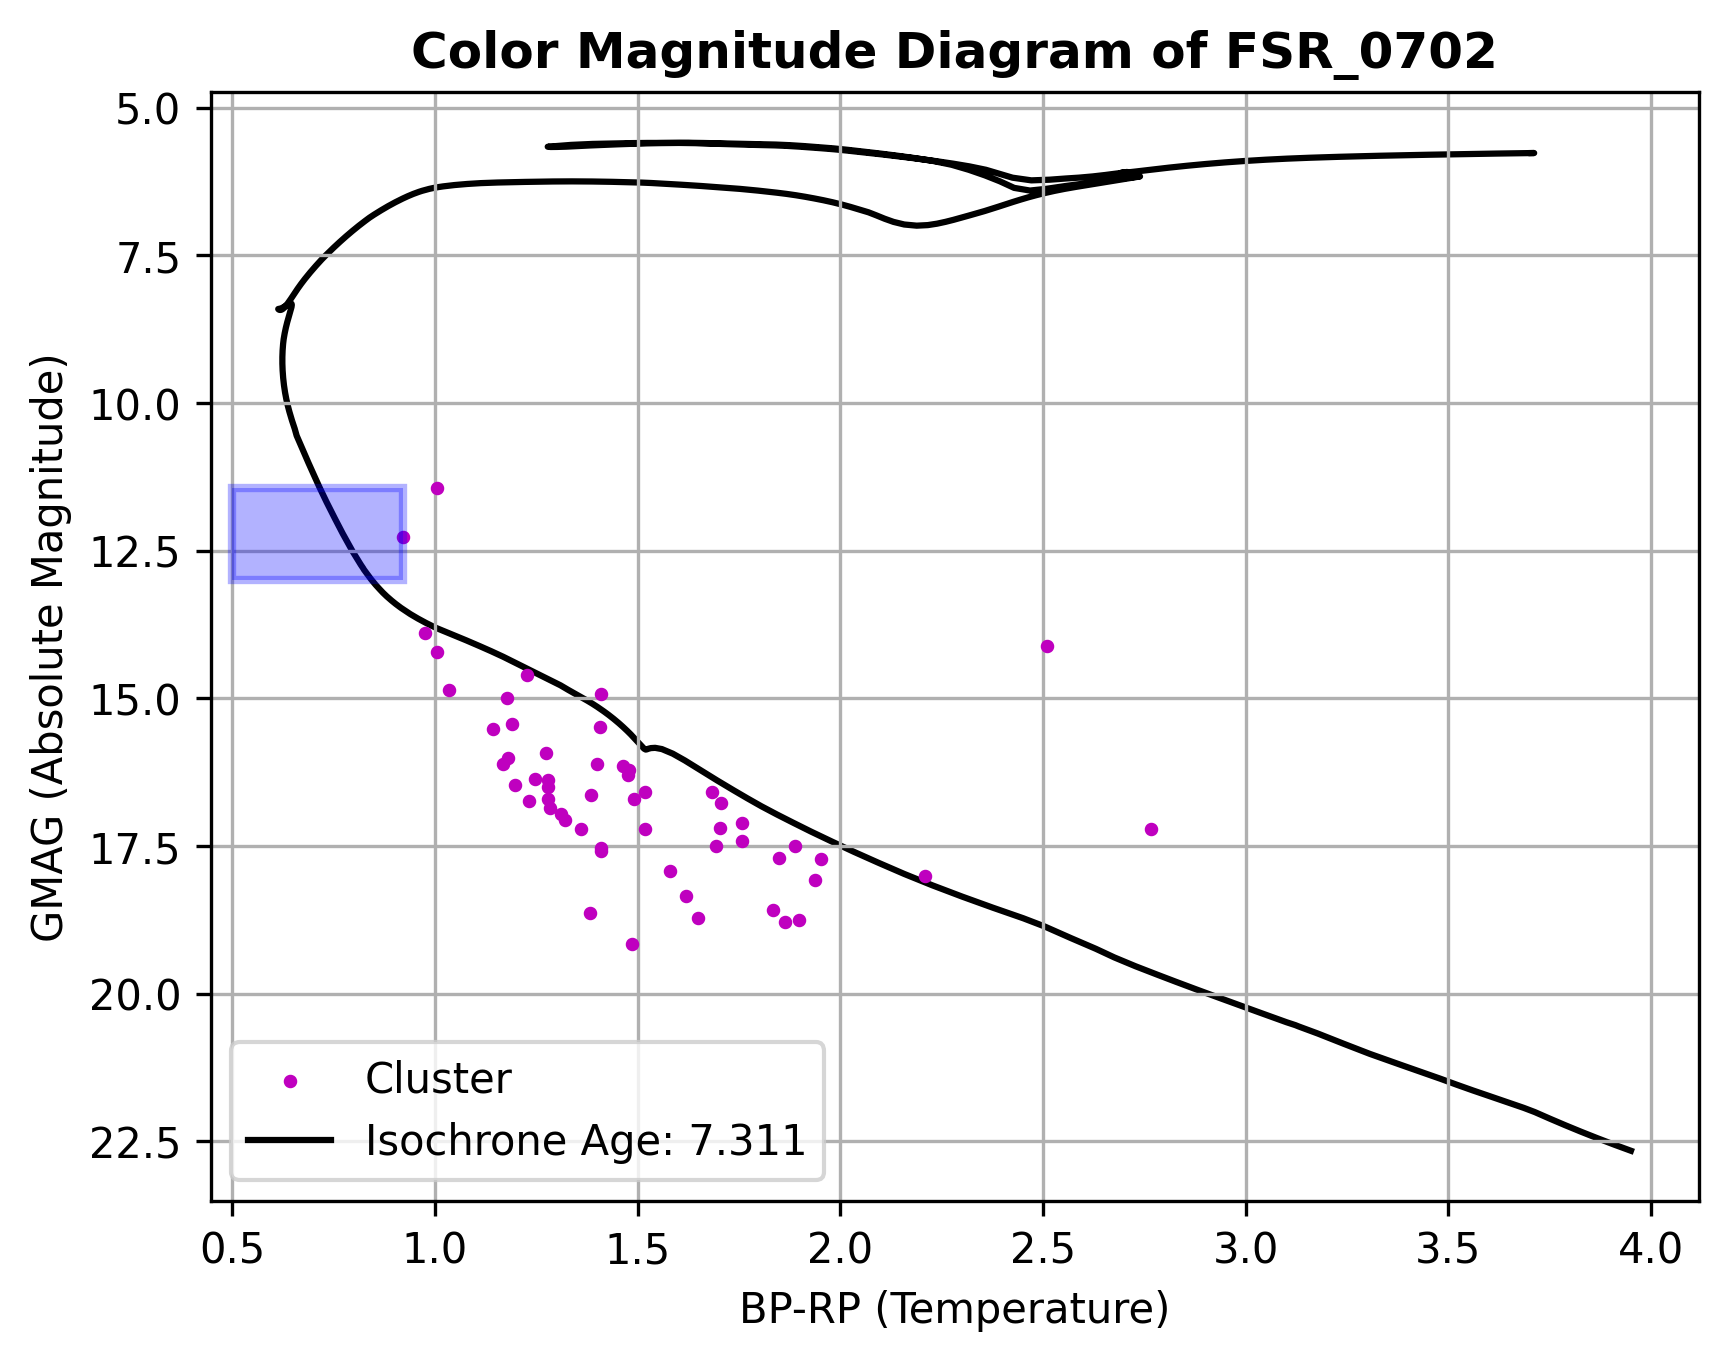 Color Magnitude Diagram of FSR_0702
GMAG (Absolute Magnitude)
5.0
7.5
10.0
12.5
15.0
17.5
20.0
22.5
Cluster
Isochrone Age: 7.311
0.5 1.0 1.5 2.0 2.5 3.0 3.5 4.0
BP-RP (Temperature)